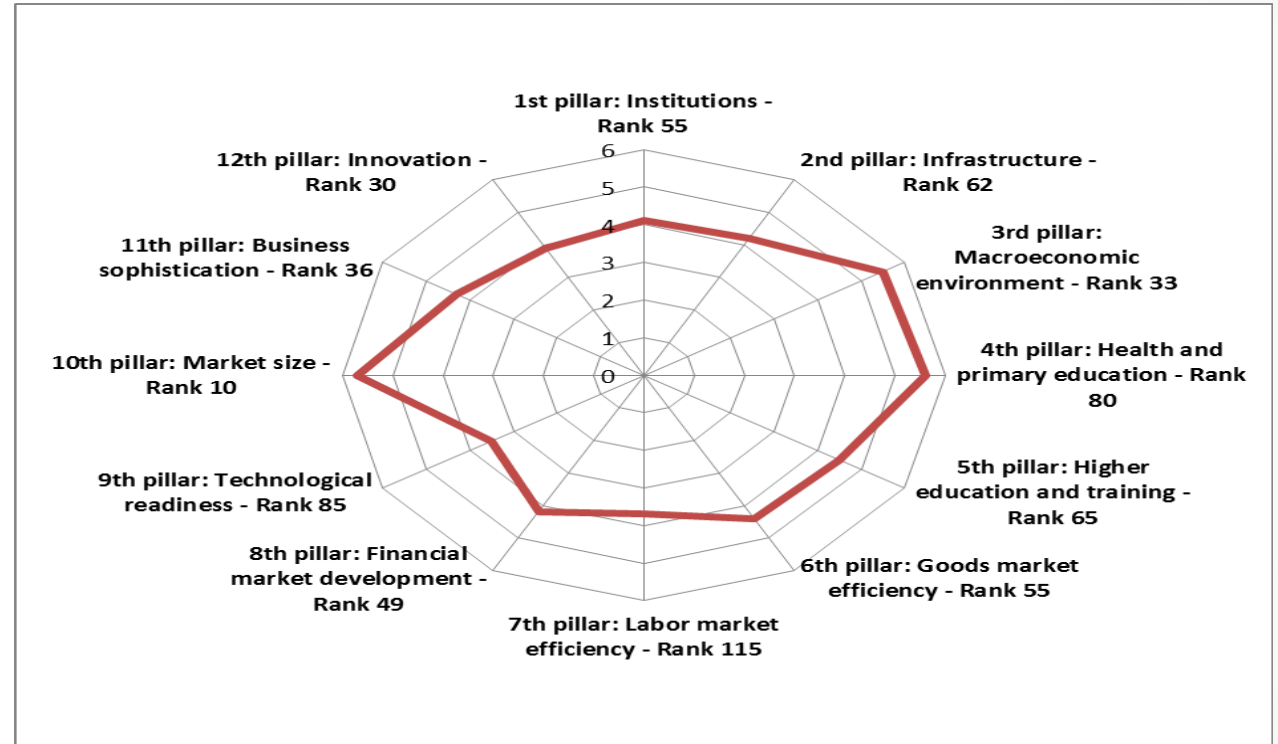 1st pillar: Institutions -
Rank 55
2nd pillar: Infrastructure -
Rank 62
3rd pillar:
Macroeconomic
environment - Rank 33
4th pillar: Health and
primary education - Rank
80
5th pillar: Higher
education and training -
Rank 65
6th pillar: Goods market
efficiency - Rank 55
7th pillar: Labor market
efficiency - Rank 115
8th pillar: Financial
market development -
Rank 49
9th pillar: Technological
readiness - Rank 85
10th pillar: Market size -
Rank 10
11th pillar: Business
sophistication - Rank 36
12th pillar: Innovation -
Rank 30
6
5
4
3
2
1
0